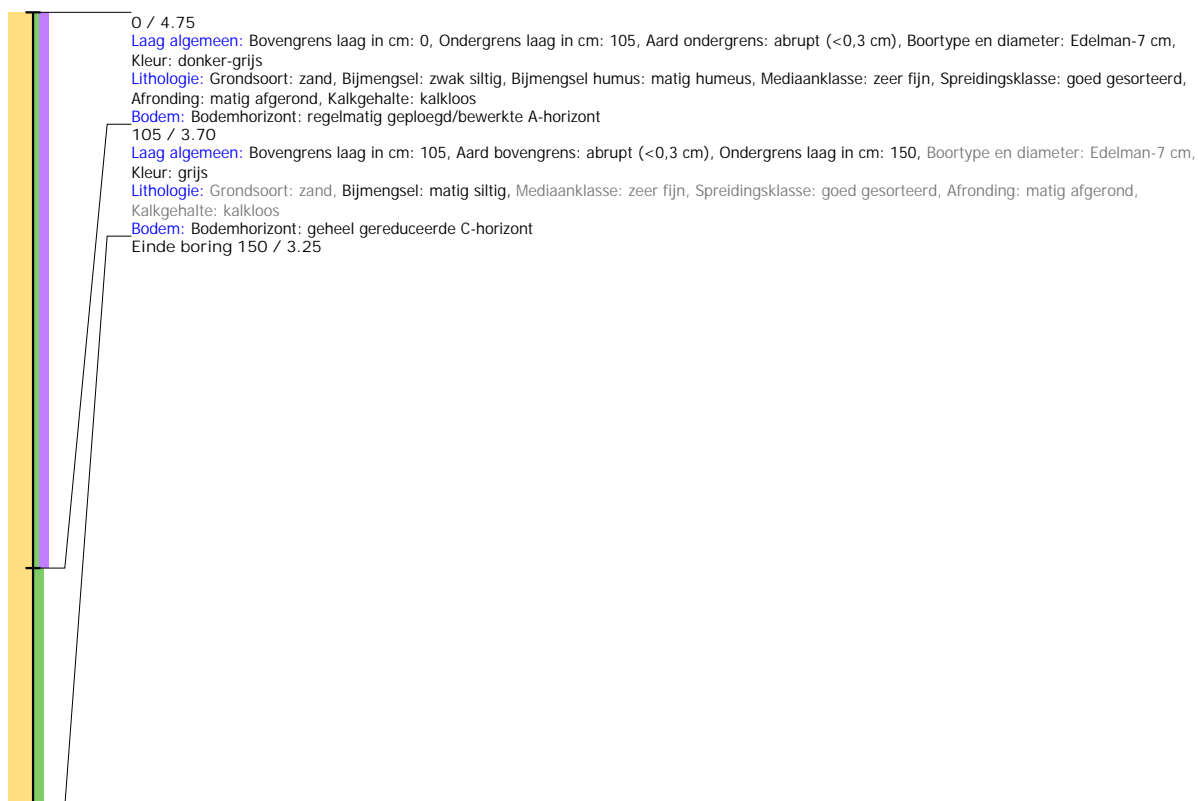 0 / 4.75
Laag algemeen: Bovengrens laag in cm: 0, Ondergrens laag in cm: 105, Aard ondergrens: abrupt (<0,3 cm), Boortype en diameter: Edelman-7 cm,
Kleur: donker-grijs
Lithologie: Grondsoort: zand, Bijmengsel: zwak siltig, Bijmengsel humus: matig humeus, Mediaanklasse: zeer fijn, Spreidingsklasse: goed gesorteerd,
Afronding: matig afgerond, Kalkgehalte: kalkloos
Bodem: Bodemhorizont: regelmatig geploegd/bewerkte A-horizont
105 / 3.70
Laag algemeen: Bovengrens laag in cm: 105, Aard bovengrens: abrupt (<0,3 cm), Ondergrens laag in cm: 150, Boortype en diameter: Edelman-7 cm,
Kleur: grijs
Lithologie: Grondsoort: zand, Bijmengsel: matig siltig, Mediaanklasse: zeer fijn, Spreidingsklasse: goed gesorteerd, Afronding: matig afgerond,
Kalkgehalte: kalkloos
Bodem: Bodemhorizont: geheel gereduceerde C-horizont
Einde boring 150 / 3.25